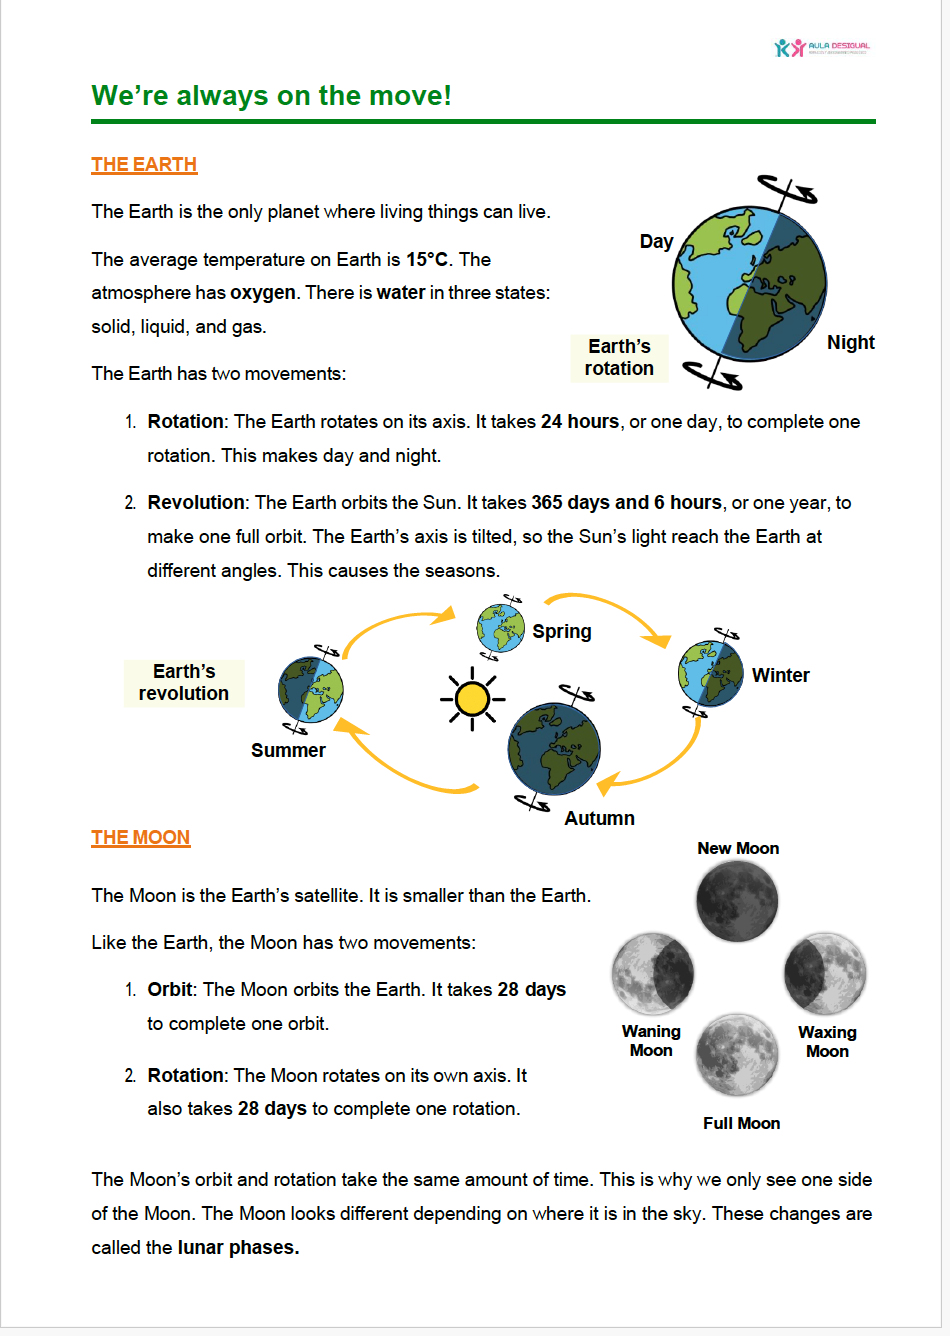 AULA DESIGUAL
We're always on the move!
THE EARTH
The Earth is the only planet where living things can live.
The average temperature on Earth is 15°C. The
atmosphere has oxygen. There is water in three states:
solid, liquid, and gas.
The Earth has two movements:
Day
Night
Earth's
rotation
1. Rotation: The Earth rotates on its axis. It takes 24 hours, or one day, to complete one
rotation. This makes day and night.
2. Revolution: The Earth orbits the Sun. It takes 365 days and 6 hours, or one year, to
make one full orbit. The Earth's axis is tilted, so the Sun's light reach the Earth at
different angles. This causes the seasons.
Spring
Earth's
revolution
Winter
Summer
Autumn
THE MOON
New Moon
The Moon is the Earth's satellite. It is smaller than the Earth.
Like the Earth, the Moon has two movements:
1. Orbit: The Moon orbits the Earth. It takes 28 days
to complete one orbit.
Waning
Moon
Waxing
Moon
2. Rotation: The Moon rotates on its own axis. It
also takes 28 days to complete one rotation.
Full Moon
The Moon's orbit and rotation take the same amount of time. This is why we only see one side
of the Moon. The Moon looks different depending on where it is in the sky. These changes are
called the lunar phases.